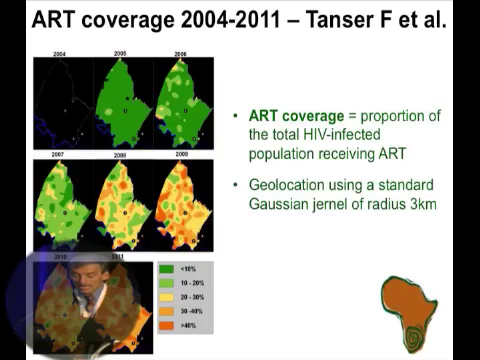 ART coverage 2004-2011 – Tanser F et al.
2004
2005
2006
2007
2008
2009
2010
2011
<10%
10 - 20%
20 - 30%
30 -40%
>40%
• ART coverage = proportion of
the total HIV-infected
population receiving ART
• Geolocation using a standard
Gaussian jernel of radius 3km